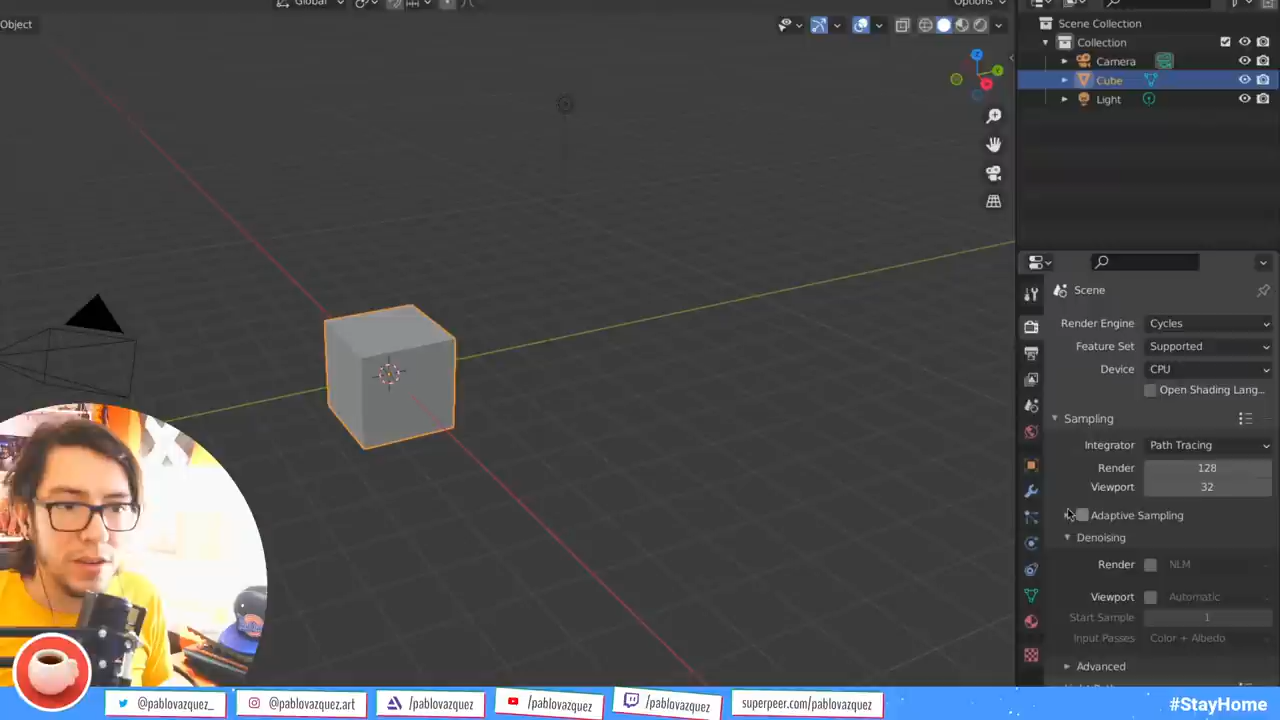 Global
Options
Object
Scene Collection
Collection
Camera
Cube
Light
Scene
Render Engine Cycles
Feature Set Supported
Device CPU
Open Shading Lang...
Sampling
Integrator Path Tracing
Render 128
Viewport 32
Adaptive Sampling
Denoising
Render NLM
Viewport Automatic
Start Sample 1
Input Passes Color + Albedo
Advanced
@pablovazquez_
@pablovazquez.art
/pablovazquez
/pablovazquez
/pablovazquez
superpeer.com/pablovazquez
#StayHome